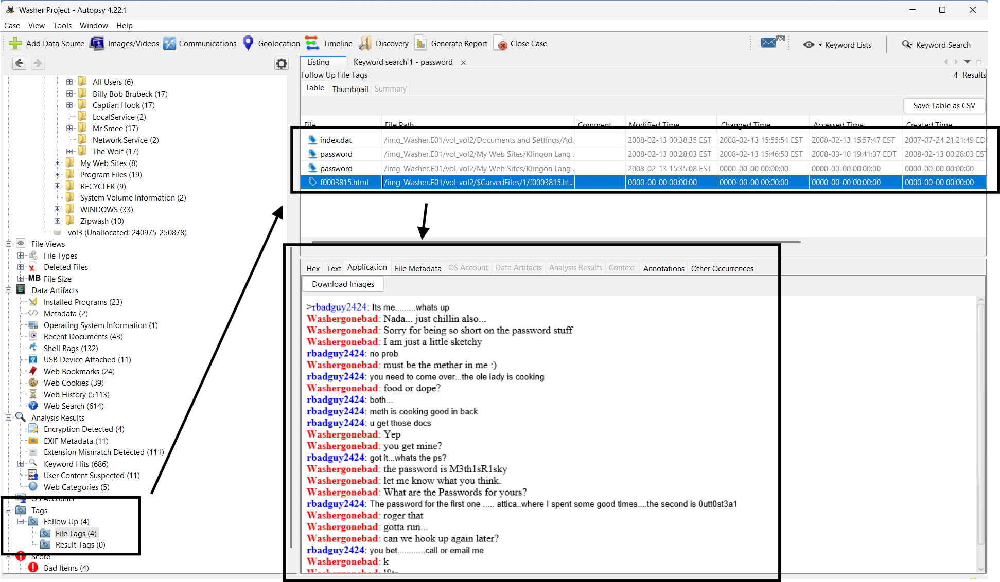 Washer Project - Autopsy 4.22.1
Case View Tools Window Help
Add Data Source Images/Videos Communications Geolocation Timeline Discovery Generate Report Close Case 20 Keyword Lists Keyword Search
All Users (6)
Billy Bob Brubeck (17)
Captian Hook (17)
LocalService (2)
Mr Smee (17)
Network Service (2)
The Wolf (17)
My Web Sites (8)
Program Files (19)
RECYCLER (9)
System Volume Information (2)
WINDOWS (33)
Zipwash (10)
vol3 (Unallocated: 240975-250878)
File Views
File Types
Deleted Files
MB File Size
Data Artifacts
Installed Programs (23)
Metadata (2)
Operating System Information (1)
Recent Documents (43)
Shell Bags (132)
USB Device Attached (11)
Web Bookmarks (24)
Web Cookies (39)
Web History (5113)
Web Search (614)
Analysis Results
Encryption Detected (4)
EXIF Metadata (11)
Extension Mismatch Detected (111)
Keyword Hits (686)
User Content Suspected (11)
Web Categories (5)
OS Accounts
Tags
Follow Up (4)
File Tags (4)
Result Tags (0)
Score
Bad Items (4)
Listing Keyword search 1 - password
Follow Up File Tags 4 Results
Table Thumbnail Summary
Save Table as CSV
File File Path Comment Modified Time Changed Time Accessed Time Created Time
index.dat /img_Washer.E01/vol_vol2/Documents and Settings/Ad. 2008-02-13 00:38:35 EST 2008-02-13 15:55:54 EST 2008-02-13 15:57:47 EST 2007-07-24 21:21:49 ED
password /img_Washer.E01/vol_vol2/My Web Sites/Klingon Lang . 2008-02-13 00:28:03 EST 2008-02-13 15:46:50 EST 2008-03-10 19:41:37 EDT 2008-02-13 00:28:03 EST
password /img_Washer.E01/vol_vol2/My Web Sites/Klingon Lang . 2008-02-13 15:35:08 EST 0000-00-00 00:00:00 0000-00-00 00:00:00 0000-00-00 00:00:00
f0003815.html /img_Washer.E01/vol_vol2/$CarvedFiles/1/f0003815.ht.. 0000-00-00 00:00:00 0000-00-00 00:00:00 0000-00-00 00:00:00 0000-00-00 00:00:00
Hex Text Application File Metadata OS Account Data Artifacts Analysis Results Context Annotations Other Occurrences
Download Images
>rbadguy2424: Its me.........whats up
Washergonebad: Nada... just chillin also...
Washergonebad: Sorry for being so short on the password stuff
Washergonebad: I am just a little sketchy
rbadguy2424: no prob
Washergonebad: must be the mether in me :)
rbadguy2424: you need to come over...the ole lady is cooking
Washergonebad: food or dope?
rbadguy2424: both...
rbadguy2424: meth is cooking good in back
rbadguy2424: u get those docs
Washergonebad: Yep
Washergonebad: you get mine?
rbadguy2424: got it...whats the ps?
Washergonebad: the password is M3th1sR1sky
Washergonebad: let me know what you think.
Washergonebad: What are the Passwords for yours?
rbadguy2424: The password for the first one ..... attica..where I spent some good times....the second is 0utt0st3a1
Washergonebad: roger that
Washergonebad: gotta run...
Washergonebad: can we hook up again later?
rbadguy2424: you bet............call or email me
Washergonebad: k
Washergonebad: l8tr